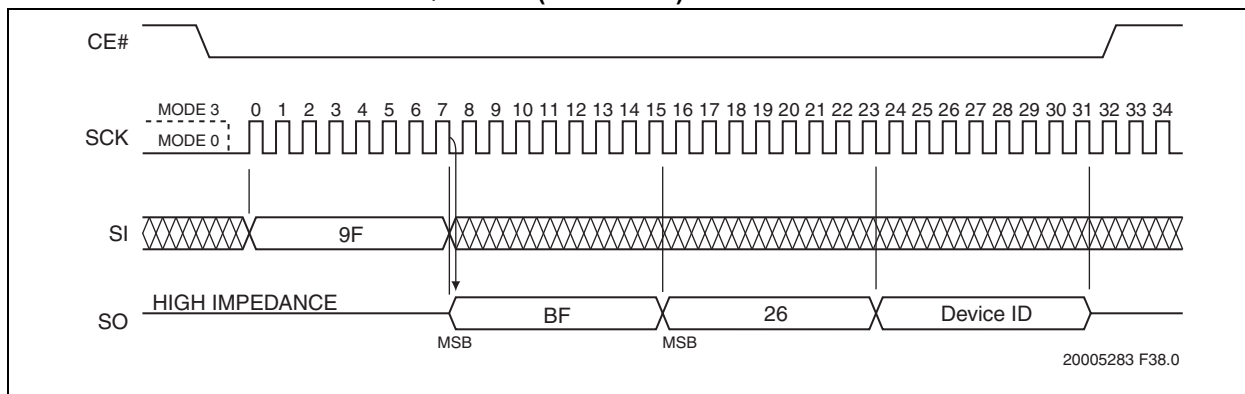 CE#
MODE 3
0 1 2 3 4 5 6 7 8 9 10 11 12 13 14 15 16 17 18 19 20 21 22 23 24 25 26 27 28 29 30 31 32 33 34
SCK
MODE 0
SI
9F
HIGH IMPEDANCE
SO
BF
26
Device ID
MSB
MSB
20005283 F38.0